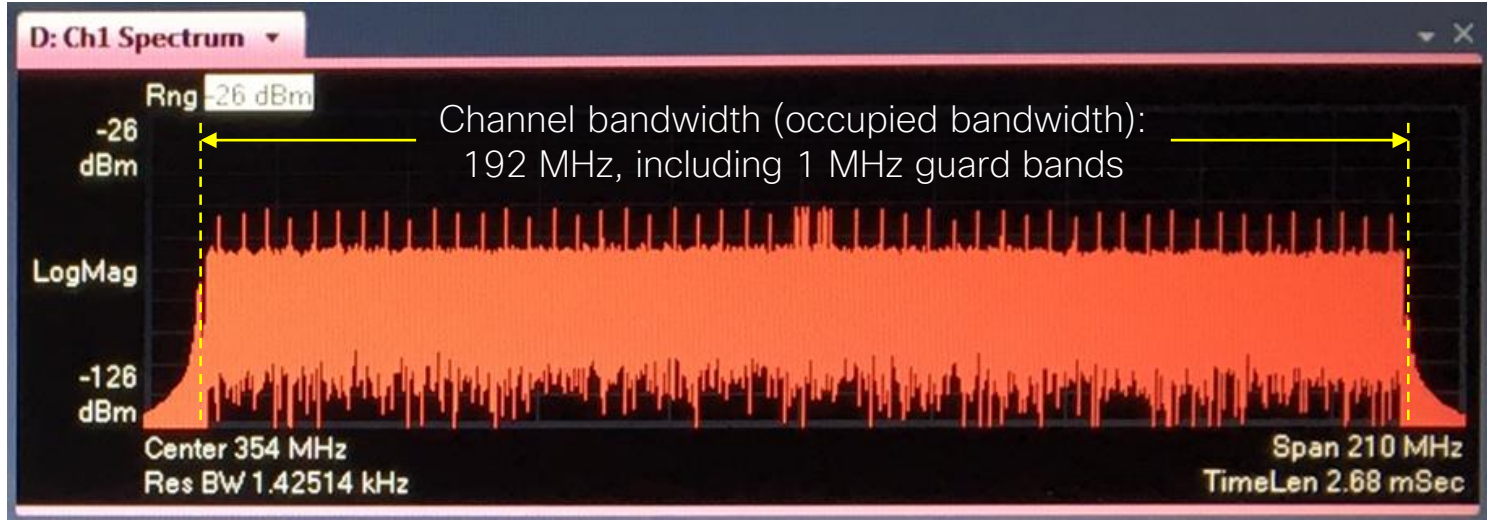 D: Ch1 Spectrum
Rng -26 dBm
-26
dBm
Channel bandwidth (occupied bandwidth):
192 MHz, including 1 MHz guard bands
LogMag
-126
dBm
Center 354 MHz
Span 210 MHz
Res BW 1.42514 kHz
TimeLen 2.68 mSec